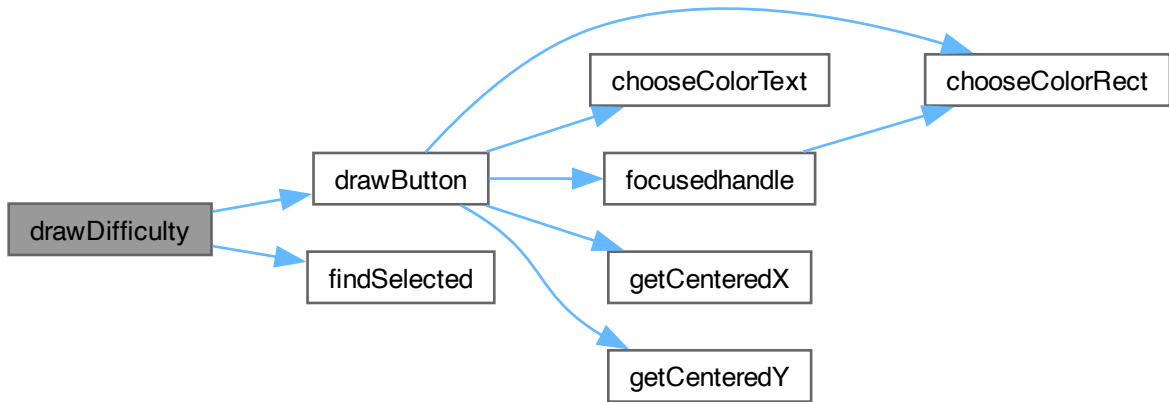 drawDifficulty
drawButton
findSelected
chooseColorText
focusedhandle
getCenteredX
getCenteredY
chooseColorRect